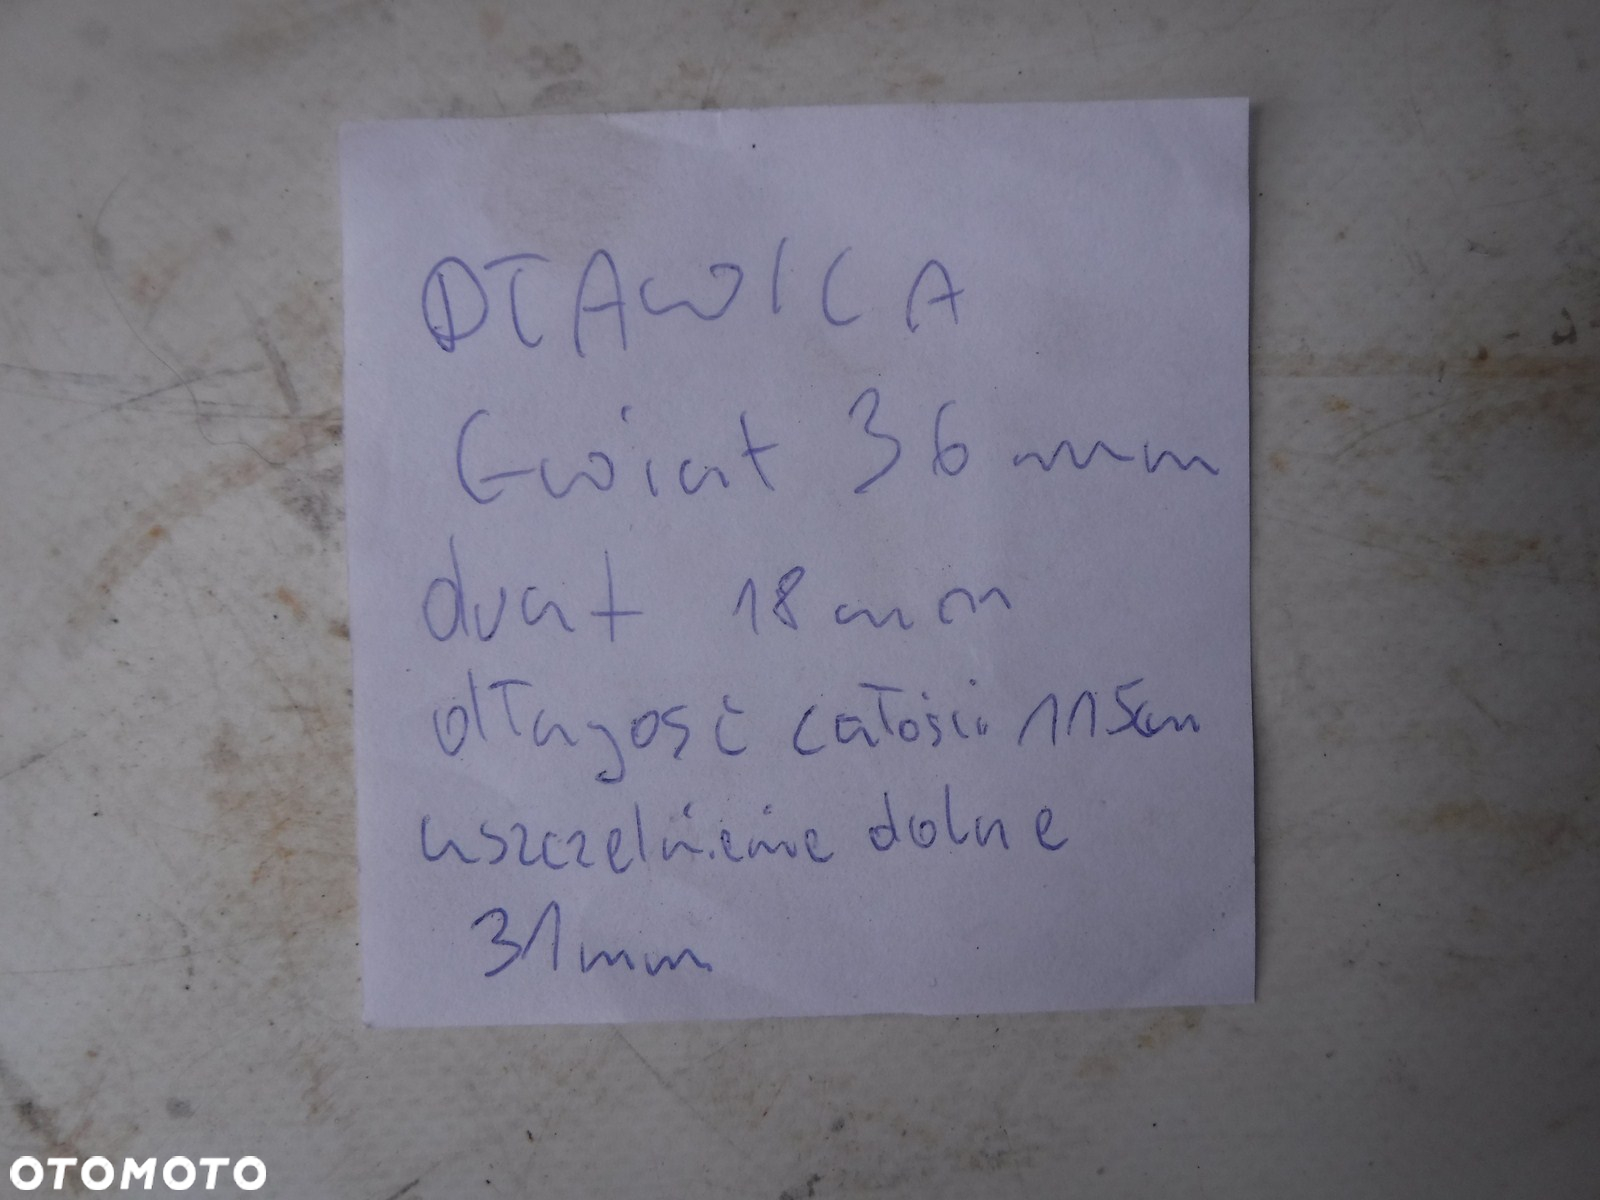 DŁAWICA
Gwint 36 mm
drut 18 mm
długość całości 115cm
uszczelnienie dolne
31mm
OTOMOTO